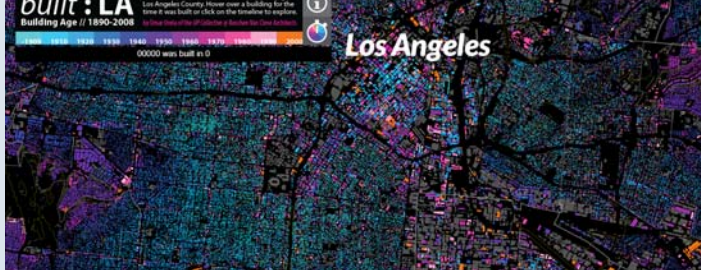 built : LA
Building Age // 1890-2008
Los Angeles County. Hover over a building for the
time it was built or click on the timeline to explore.
1910 1920 1930 1940 1950 1960 1970 1980 1990 2000
00000 was built in 0
Los Angeles